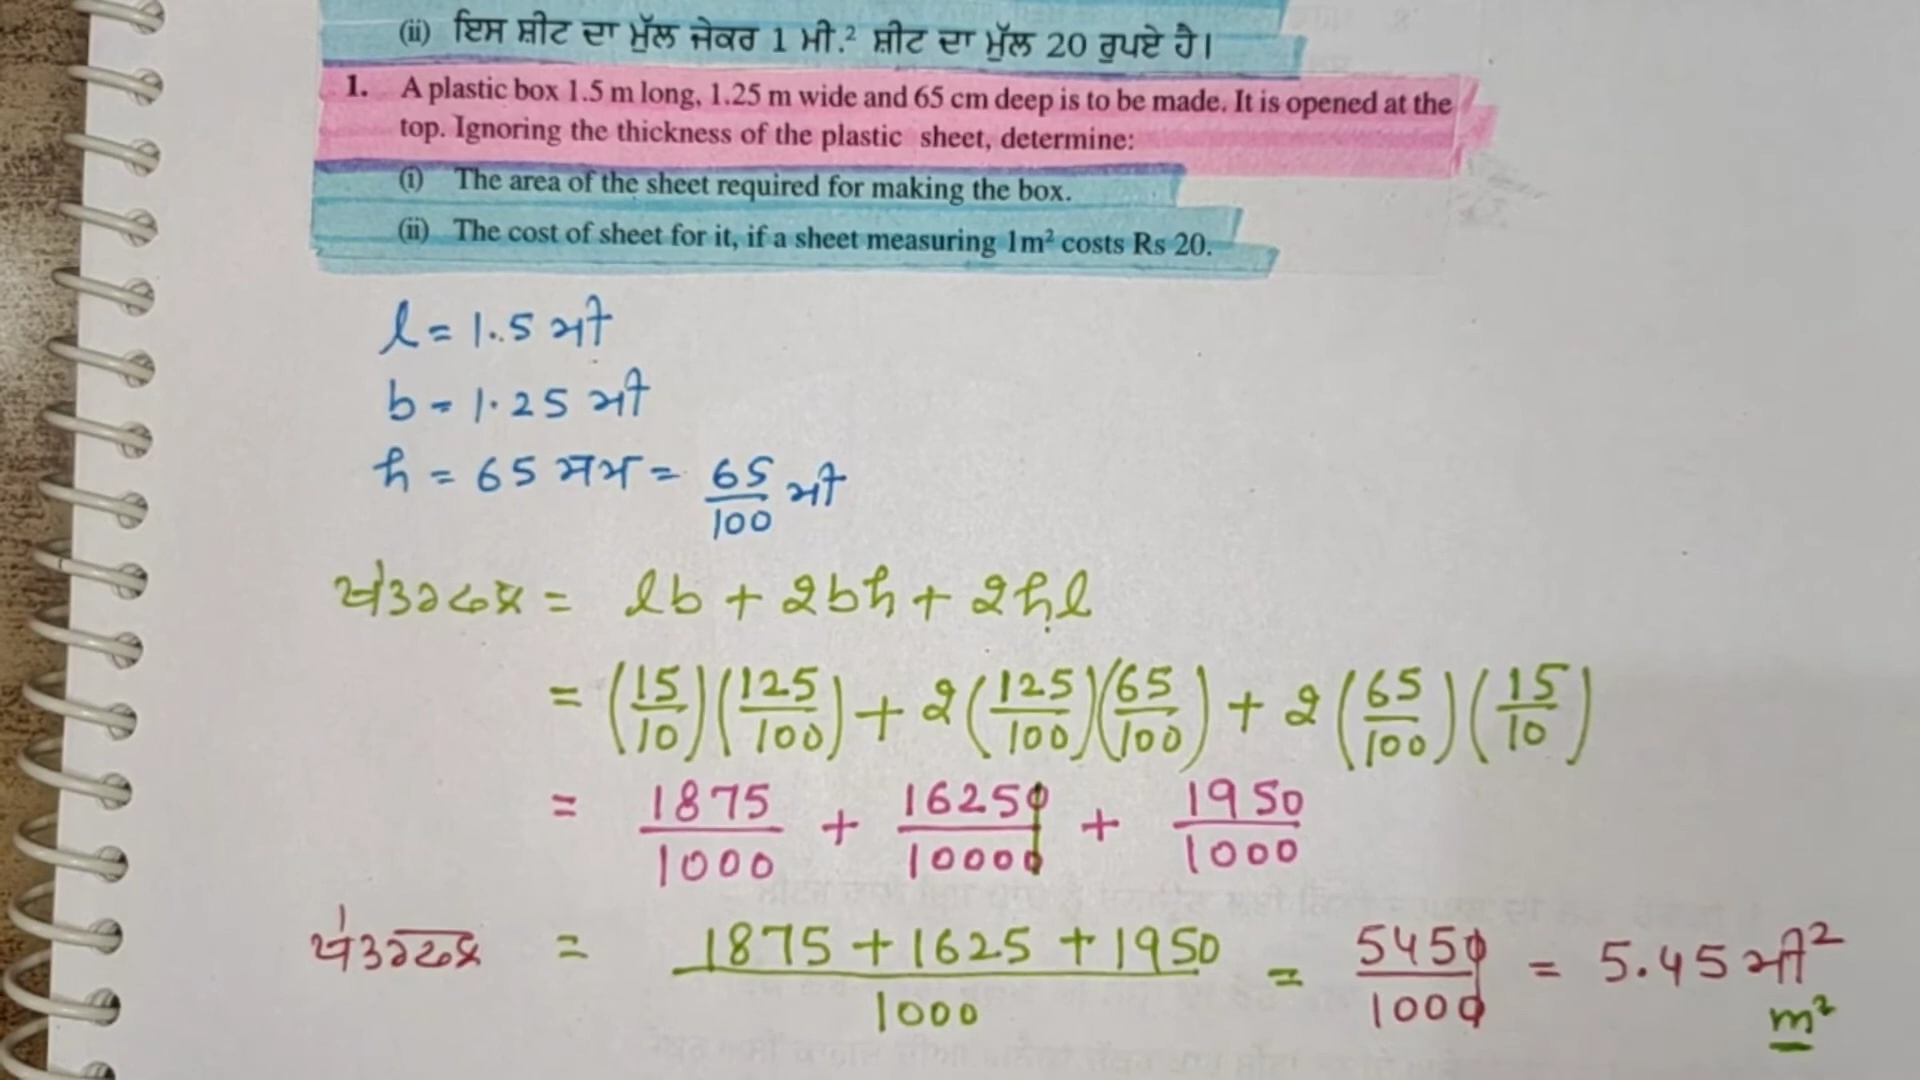 (ii) ਇਸ ਸ਼ੀਟ ਦਾ ਮੁੱਲ ਜੇਕਰ 1 ਮੀ.² ਸ਼ੀਟ ਦਾ ਮੁੱਲ 20 ਰੁਪਏ ਹੈ।
1. A plastic box 1.5 m long, 1.25 m wide and 65 cm deep is to be made. It is opened at the
top. Ignoring the thickness of the plastic sheet, determine:
(i) The area of the sheet required for making the box.
(ii) The cost of sheet for it, if a sheet measuring 1m² costs Rs 20.
l = 1.5 ਮੀ
b = 1.25 ਮੀ
h = 65 ਸਮ = 65/100 ਮੀ
ਖੇਤਰਫਲ = lb + 2bh + 2hl
= (15/10)(125/100) + 2(125/100)(65/100) + 2(65/100)(15/10)
= 1875/1000 + 16250/10000 + 1950/1000
ਖੇਤਰਫਲ = 1875 + 1625 + 1950/1000 = 5450/1000 = 5.45 ਮੀ²
m²